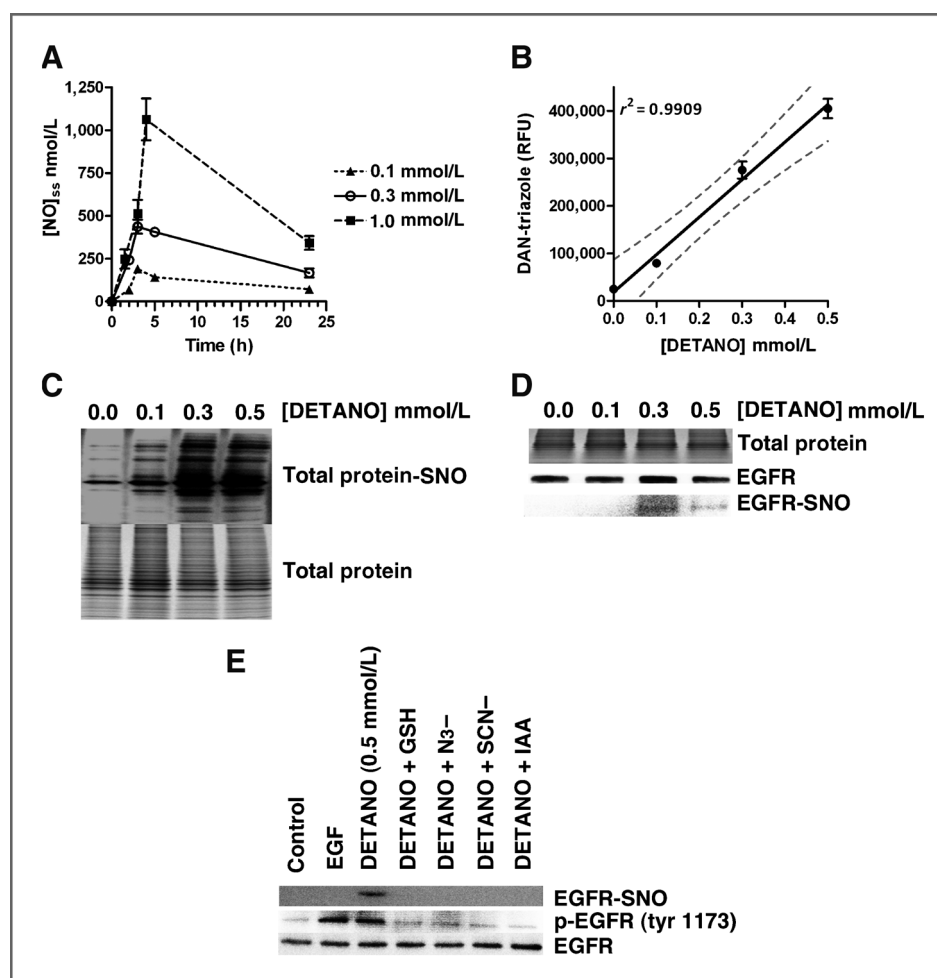 A
1,250
1,000
750
500
250
0
[NO]ss nmol/L
0 5 10 15 20 25
Time (h)
0.1 mmol/L
0.3 mmol/L
1.0 mmol/L
B
r² = 0.9909
400,000
300,000
200,000
100,000
0
DAN-triazole (RFU)
0.0 0.1 0.2 0.3 0.4 0.5
[DETANO] mmol/L
C
0.0 0.1 0.3 0.5 [DETANO] mmol/L
Total protein-SNO
Total protein
D
0.0 0.1 0.3 0.5 [DETANO] mmol/L
Total protein
EGFR
EGFR-SNO
E
Control
EGF
DETANO (0.5 mmol/L)
DETANO + GSH
DETANO + N3−
DETANO + SCN−
DETANO + IAA
EGFR-SNO
p-EGFR (tyr 1173)
EGFR